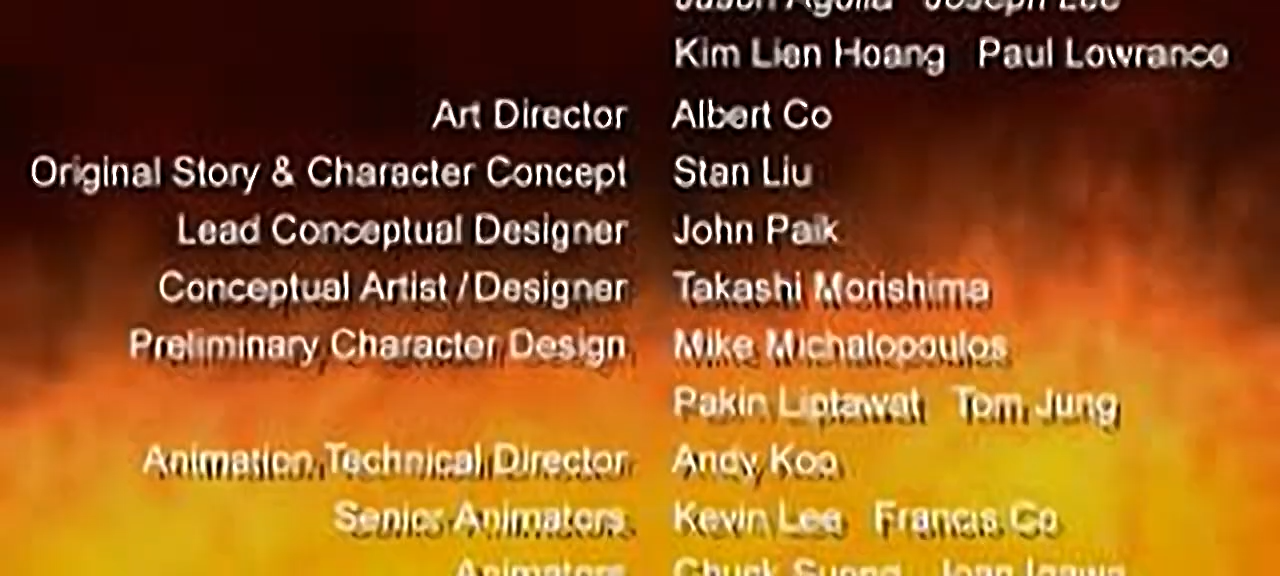 Kim Lien Hoang Paul Lowrance
Art Director Albert Co
Original Story & Character Concept Stan Liu
Lead Conceptual Designer John Paik
Conceptual Artist / Designer Takashi Morishima
Preliminary Character Design Mike Michalopoulos
Pakin Liptawat Tom Jung
Animation Technical Director Andy Koo
Senior Animators Kevin Lee Francis Co
Animators Chuck